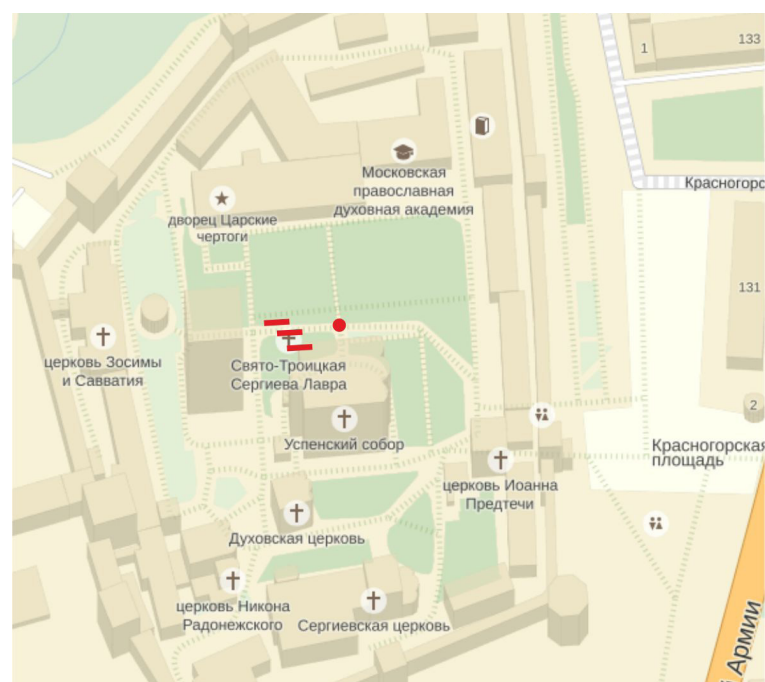 1
133
Московская
православная
духовная академия
Красногорс
дворец Царские
чертоги
131
церковь Зосимы
и Савватия
Свято-Троицкая
Сергиева Лавра
2
Успенский собор
Красногорская
площадь
церковь Иоанна
Предтечи
Духовская церковь
церковь Никона
Радонежского
Сергиевская церковь
й Армии